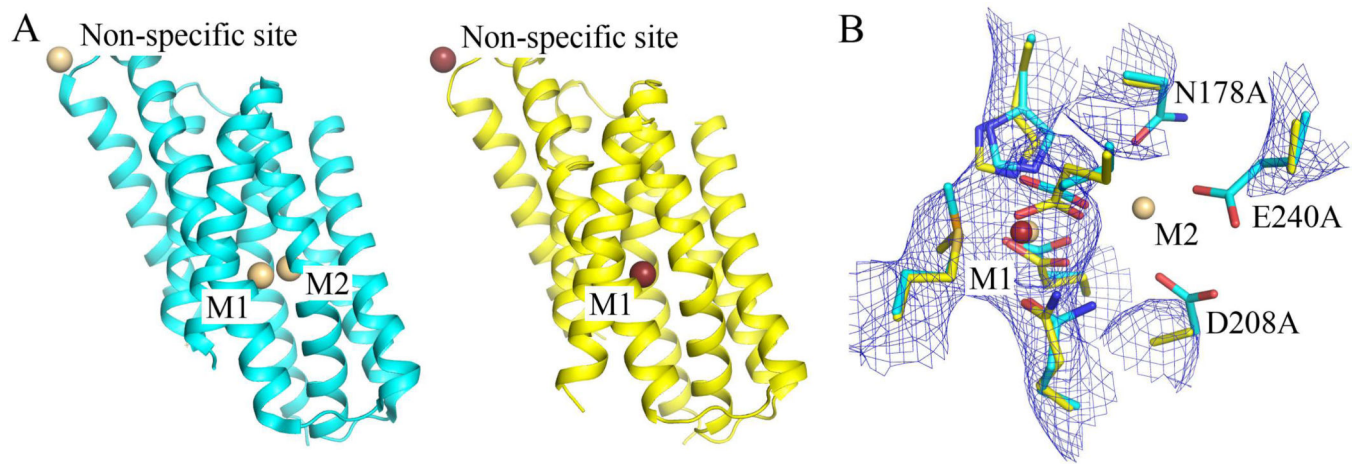 A
Non-specific site
Non-specific site
B
N178A
E240A
M2
M2
M1
M1
M1
D208A